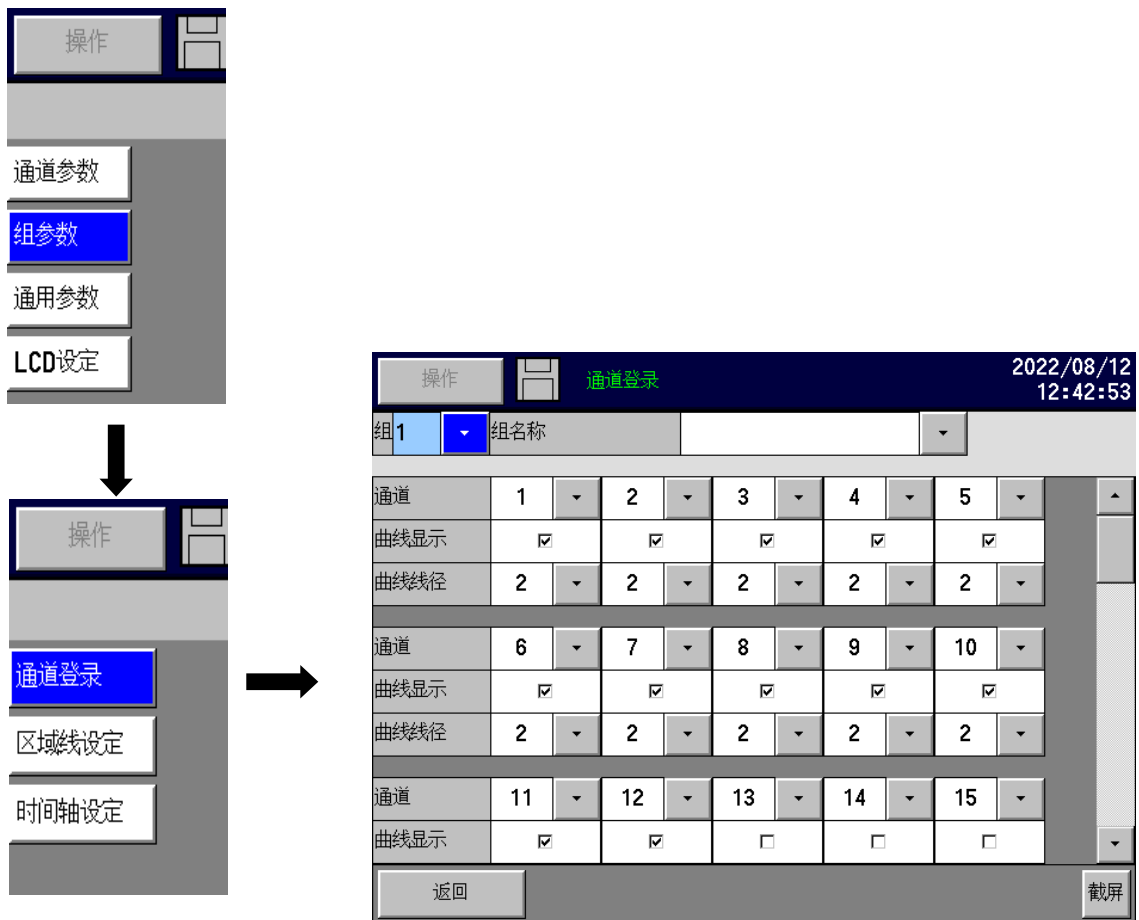 操作
通道参数
组参数
通用参数
LCD设定
操作
通道登录
区域线设定
时间轴设定
操作 通道登录 2022/08/12
12:42:53
组 1 组名称
通道 1 2 3 4 5
曲线显示
曲线线径 2 2 2 2 2
通道 6 7 8 9 10
曲线显示
曲线线径 2 2 2 2 2
通道 11 12 13 14 15
曲线显示
返回 截屏